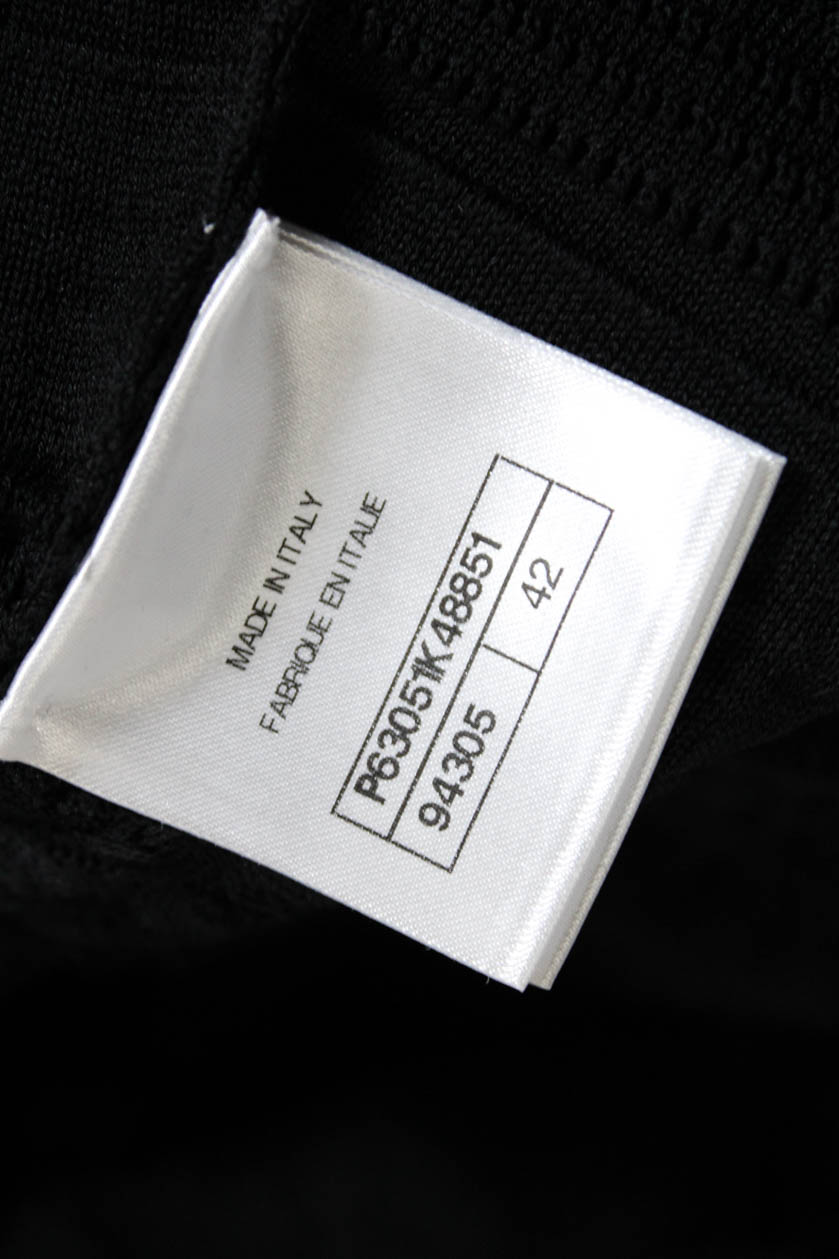 MADE IN ITALY
FABRIQUE EN ITALIE
P63051K48851
94305 42